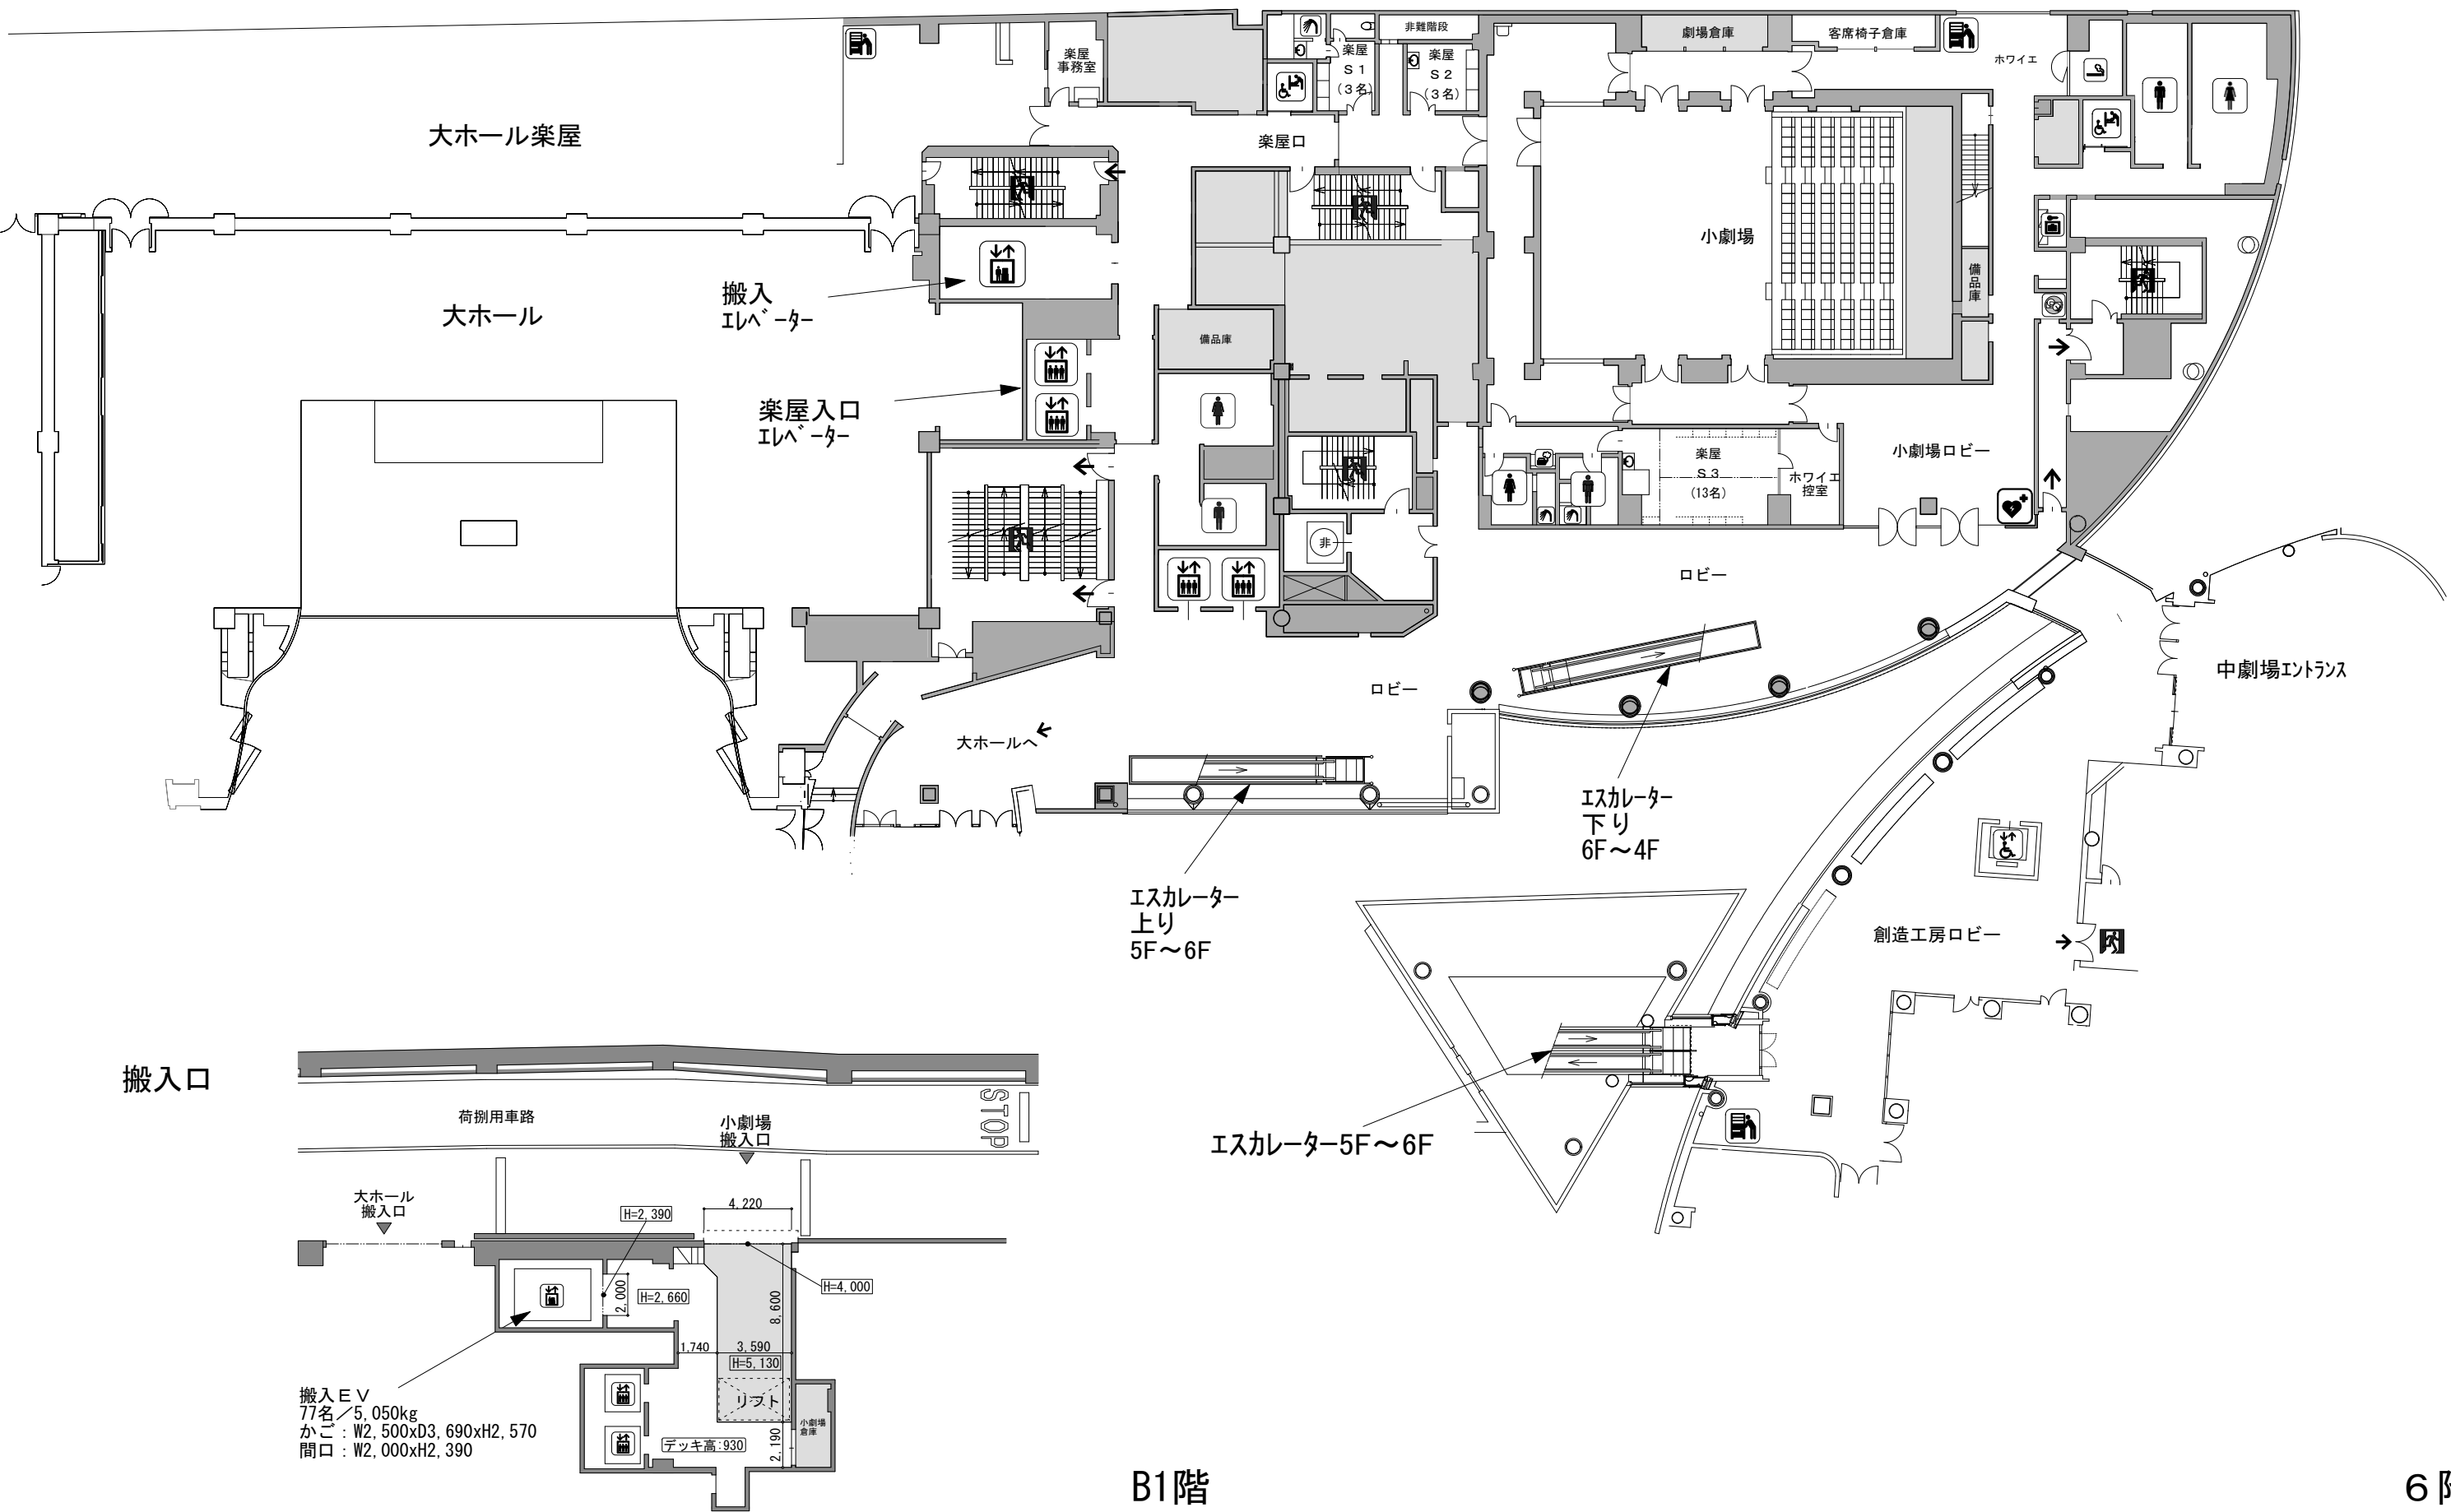 楽屋
事務室
楽屋
S１
(３名)
非難階段
楽屋
S２
(３名)
劇場倉庫
客席椅子倉庫
ホワイエ
大ホール楽屋
楽屋口
小劇場
備品庫
大ホール
搬入
エレベーター
備品庫
楽屋入口
エレベーター
楽屋
S３
(13名)
ホワイエ
控室
小劇場ロビー
非
ロビー
中劇場エントランス
ロビー
大ホールへ
エスカレーター
下り
6F～4F
エスカレーター
上り
5F～6F
創造工房ロビー
エスカレーター5F～6F
搬入口
荷捌用車路
小劇場
搬入口
STOP
大ホール
搬入口
H=2,390
4,220
2,000
H=2,660
H=4,000
8,600
1,740
3,590
H=5,130
リフト
小劇場
倉庫
デッキ高:930
2,190
搬入ＥＶ
77名／5,050kg
かご：W2,500xD3,690xH2,570
間口：W2,000xH2,390
B1階
６